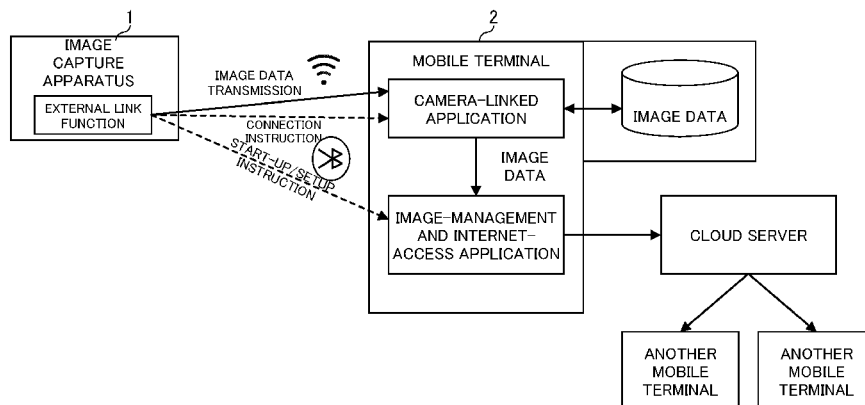 1
IMAGE
CAPTURE
APPARATUS
EXTERNAL LINK
FUNCTION
IMAGE DATA
TRANSMISSION
CONNECTION
INSTRUCTION
START-UP/SETUP
INSTRUCTION
2
MOBILE TERMINAL
CAMERA-LINKED
APPLICATION
IMAGE DATA
IMAGE
DATA
IMAGE-MANAGEMENT
AND INTERNET-
ACCESS APPLICATION
CLOUD SERVER
ANOTHER
MOBILE
TERMINAL
ANOTHER
MOBILE
TERMINAL